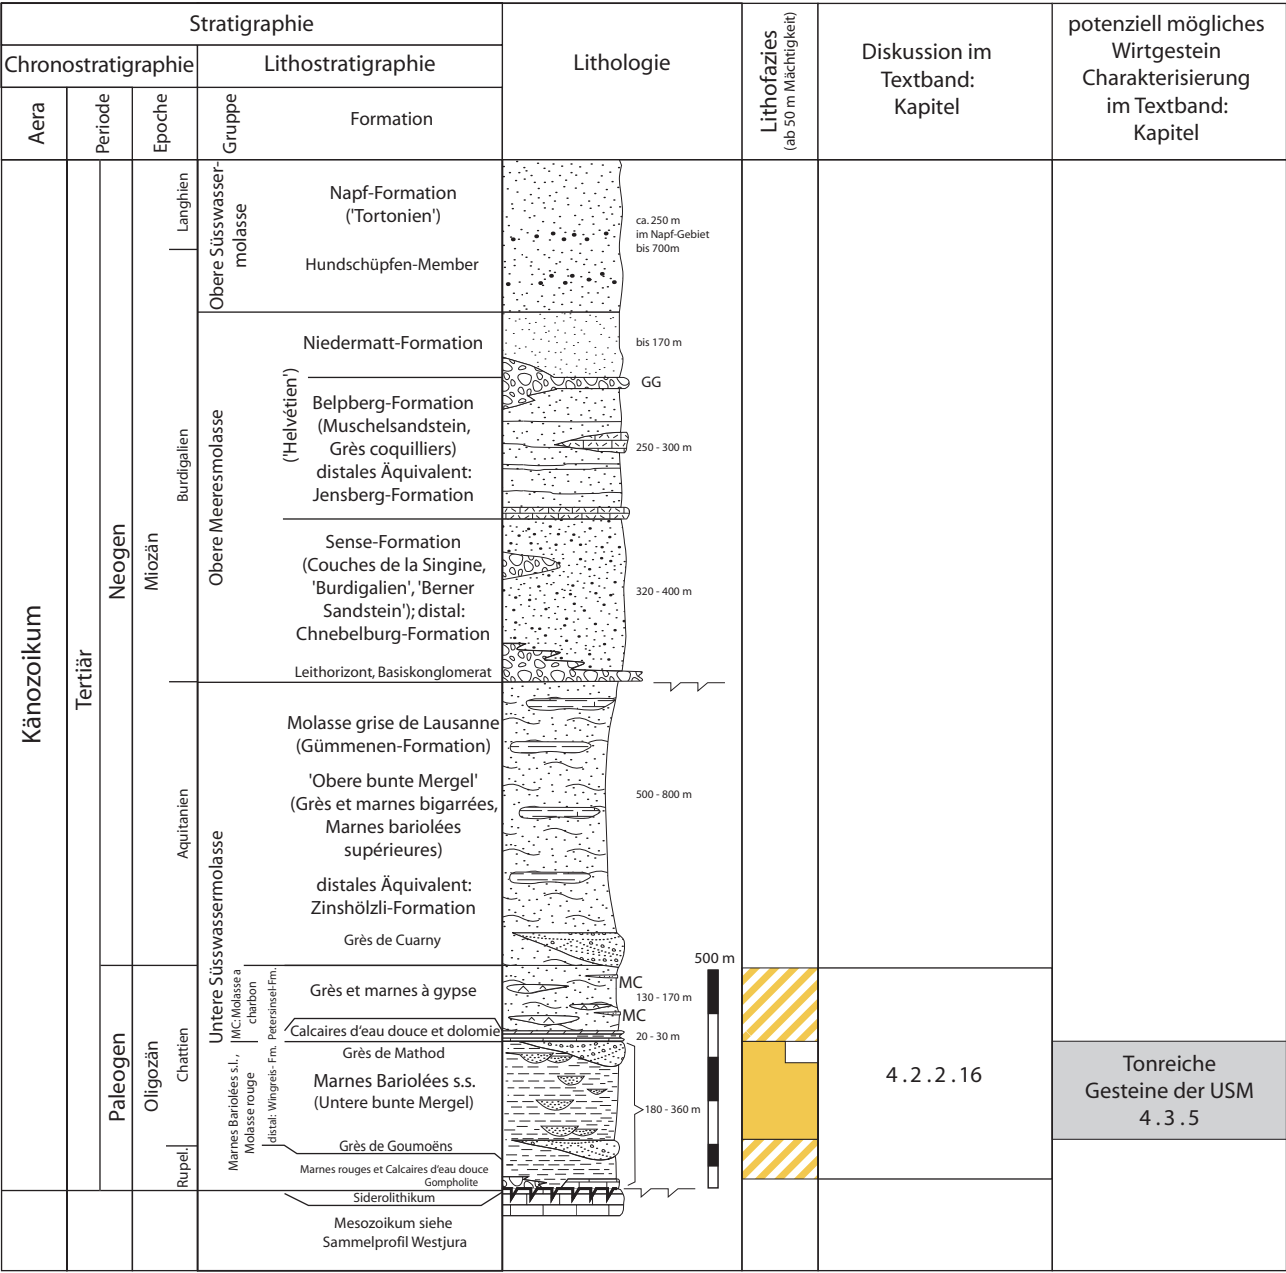 Stratigraphie
Chronostratigraphie
Lithostratigraphie
Aera
Periode
Epoche
Gruppe
Formation
Lithologie
Lithofazies
(ab 50 m Mächtigkeit)
Diskussion im
Textband:
Kapitel
potenziell mögliches
Wirtgestein
Charakterisierung
im Textband:
Kapitel
Känozoikum
Tertiär
Neogen
Paleogen
Miozän
Oligozän
Langhien
Burdigalien
Aquitanien
Chattien
Rupel.
Obere Süsswasser-
molasse
Napf-Formation
('Tortonien')
Hundschüpfen-Member
ca. 250 m
im Napf-Gebiet
bis 700m
Obere Meeresmolasse
('Helvétien')
Niedermatt-Formation
bis 170 m
GG
Belpberg-Formation
(Muschelsandstein,
Grès coquilliers)
distales Äquivalent:
Jensberg-Formation
250 - 300 m
Sense-Formation
(Couches de la Singine,
'Burdigalien', 'Berner
Sandstein'); distal:
Chnebelburg-Formation
320 - 400 m
Leithorizont, Basiskonglomerat
Untere Süsswassermolasse
Molasse grise de Lausanne
(Gümmenen-Formation)
'Obere bunte Mergel'
(Grès et marnes bigarrées,
Marnes bariolées
supérieures)
500 - 800 m
distales Äquivalent:
Zinshölzli-Formation
Grès de Cuarny
500 m
MC: Molasse a
charbon
Petersinsel-Fm.
Grès et marnes à gypse
MC
130 - 170 m
MC
Calcaires d'eau douce et dolomie
20 - 30 m
Marnes Bariolées s.l.,
Molasse rouge
distal: Wingreis- Fm.
Grès de Mathod
Marnes Bariolées s.s.
(Untere bunte Mergel)
180 - 360 m
Grès de Goumoëns
Marnes rouges et Calcaires d'eau douce
Gompholite
4.2.2.16
Tonreiche
Gesteine der USM
4.3.5
Siderolithikum
Mesozoikum siehe
Sammelprofil Westjura